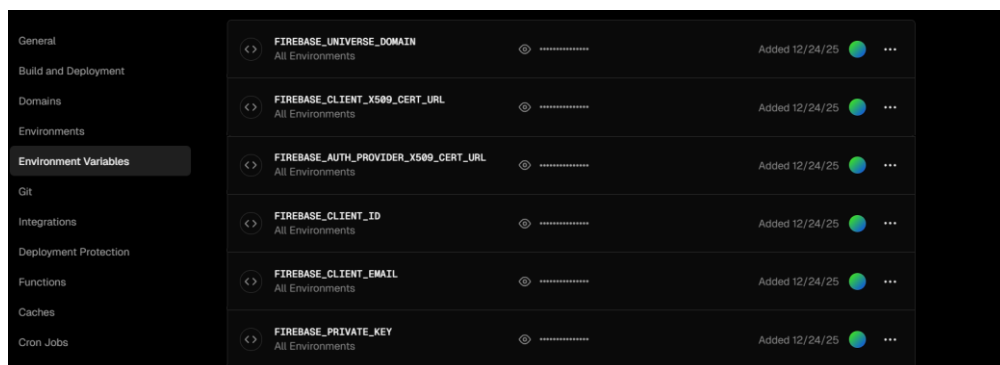 General
Build and Deployment
Domains
Environments
Environment Variables
Git
Integrations
Deployment Protection
Functions
Caches
Cron Jobs
FIREBASE_UNIVERSE_DOMAIN
All Environments
Added 12/24/25
FIREBASE_CLIENT_X509_CERT_URL
All Environments
Added 12/24/25
FIREBASE_AUTH_PROVIDER_X509_CERT_URL
All Environments
Added 12/24/25
FIREBASE_CLIENT_ID
All Environments
Added 12/24/25
FIREBASE_CLIENT_EMAIL
All Environments
Added 12/24/25
FIREBASE_PRIVATE_KEY
All Environments
Added 12/24/25